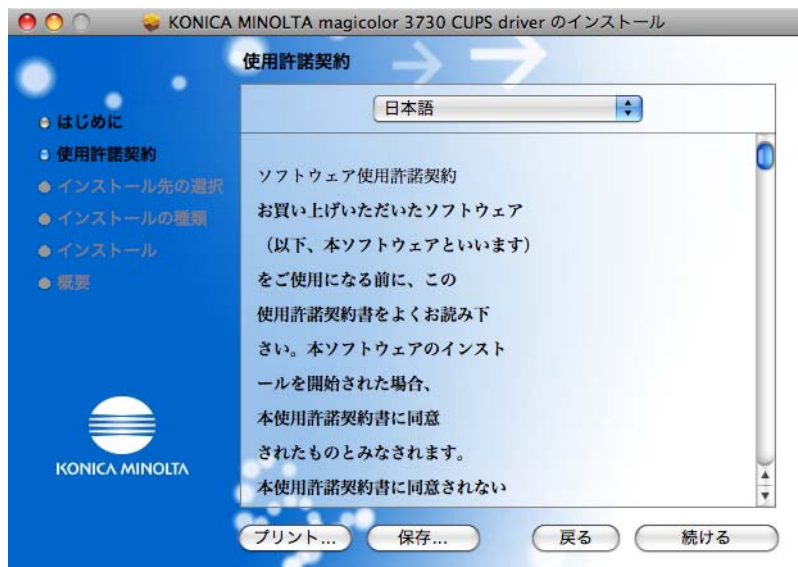 KONICA MINOLTA magicolor 3730 CUPS driver のインストール
使用許諾契約
はじめに
使用許諾契約
インストール先の選択
インストールの種類
インストール
概要
KONICA MINOLTA
日本語
ソフトウェア使用許諾契約
お買い上げいただいたソフトウェア
（以下、本ソフトウェアといいます）
をご使用になる前に、この
使用許諾契約書をよくお読み下
さい。本ソフトウェアのインスト
ールを開始された場合、
本使用許諾契約書に同意
されたものとみなされます。
本使用許諾契約書に同意されない
プリント...
保存...
戻る
続ける